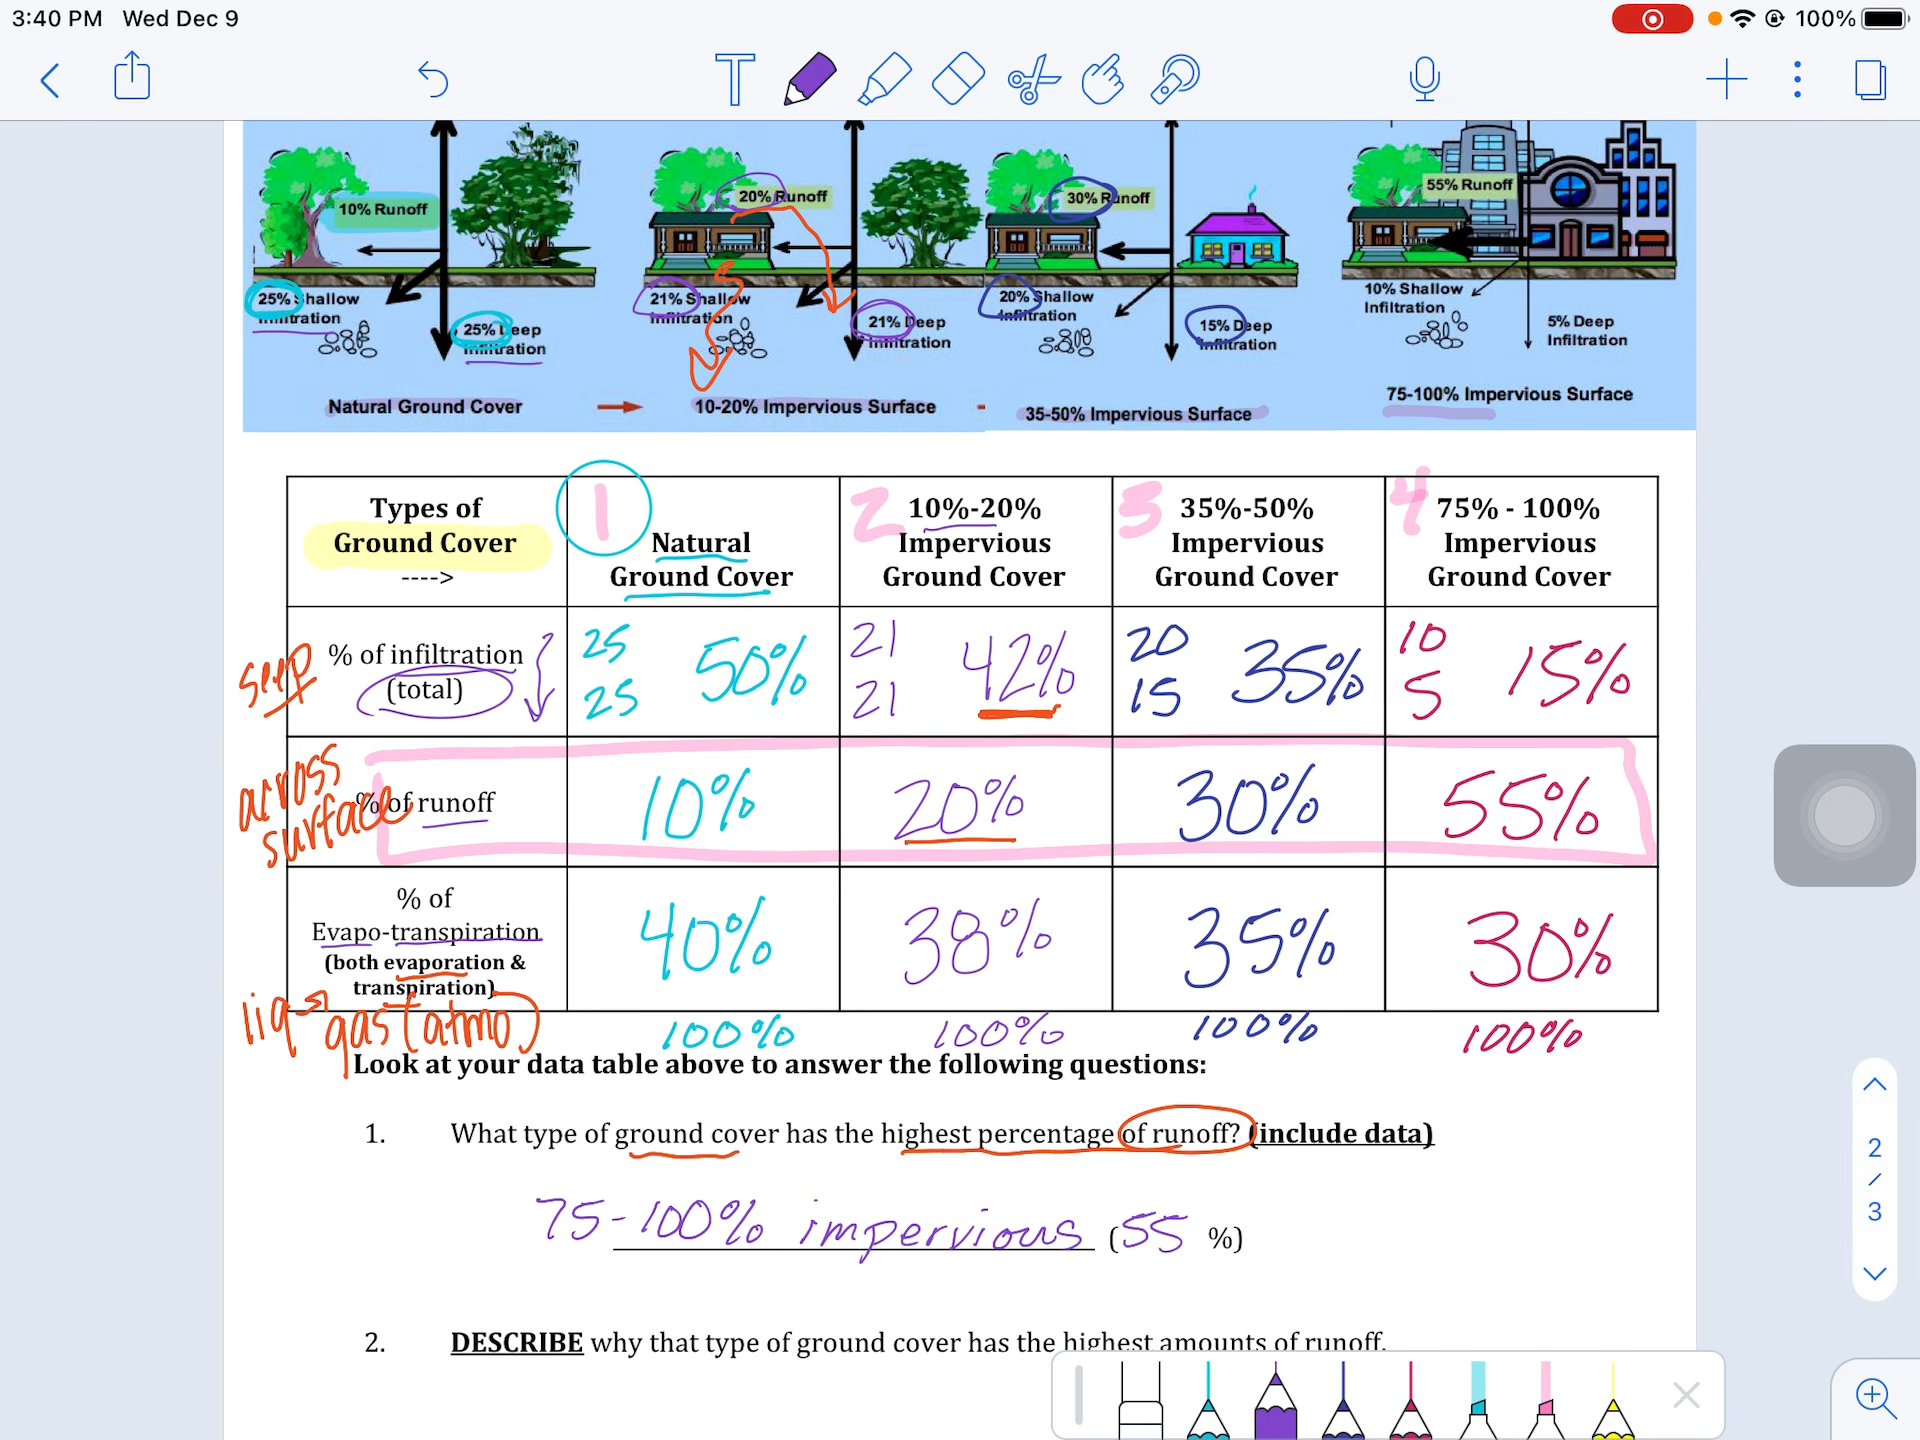 3:40 PM Wed Dec 9
100%
10% Runoff
20% Runoff
30% Runoff
55% Runoff
25% Shallow
Infiltration
25% Deep
Infiltration
21% Shallow
Infiltration
21% Deep
Infiltration
20% Shallow
Infiltration
15% Deep
Infiltration
10% Shallow
Infiltration
5% Deep
Infiltration
Natural Ground Cover
10-20% Impervious Surface
35-50% Impervious Surface
75-100% Impervious Surface
Types of
Ground Cover
---->
1
Natural
Ground Cover
2
10%-20%
Impervious
Ground Cover
3
35%-50%
Impervious
Ground Cover
4
75% - 100%
Impervious
Ground Cover
seep
% of infiltration
(total)
25
25
50%
21
21
42%
20
15
35%
10
5
15%
across
surface
% of runoff
10%
20%
30%
55%
% of
Evapo-transpiration
(both evaporation &
transpiration)
40%
38%
35%
30%
liq→
gas (atmo)
100%
100%
100%
100%
Look at your data table above to answer the following questions:
1. What type of ground cover has the highest percentage of runoff? (include data)
75-100% impervious (55 %)
2. DESCRIBE why that type of ground cover has the highest amounts of runoff.
2
/
3